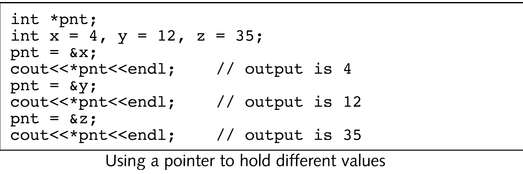 int *pnt;
int x = 4, y = 12, z = 35;
pnt = &x;
cout<<*pnt<<endl;    // output is 4
pnt = &y;
cout<<*pnt<<endl;    // output is 12
pnt = &z;
cout<<*pnt<<endl;    // output is 35
Using a pointer to hold different values